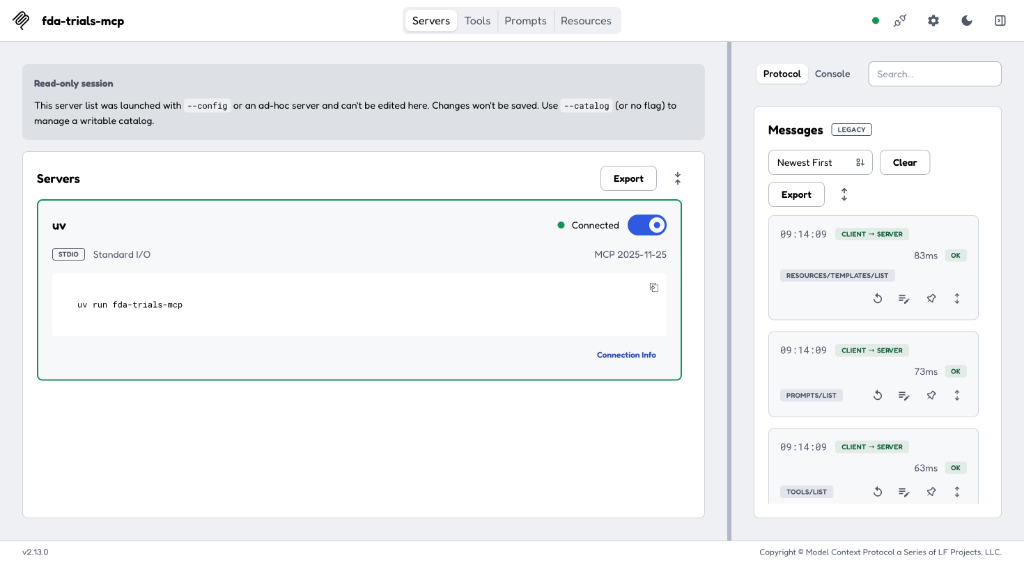 fda-trials-mcp
Servers
Tools
Prompts
Resources
Read-only session
This server list was launched with --config or an ad-hoc server and can't be edited here. Changes won't be saved. Use --catalog (or no flag) to
manage a writable catalog.
Servers
Export
uv
Connected
STDIO Standard I/O
MCP 2025-11-25
uv run fda-trials-mcp
Connection Info
Protocol
Console
Search...
Messages LEGACY
Newest First
Clear
Export
09:14:09 CLIENT → SERVER
83ms OK
RESOURCES/TEMPLATES/LIST
09:14:09 CLIENT → SERVER
73ms OK
PROMPTS/LIST
09:14:09 CLIENT → SERVER
63ms OK
TOOLS/LIST
v2.13.0
Copyright © Model Context Protocol a Series of LF Projects, LLC.